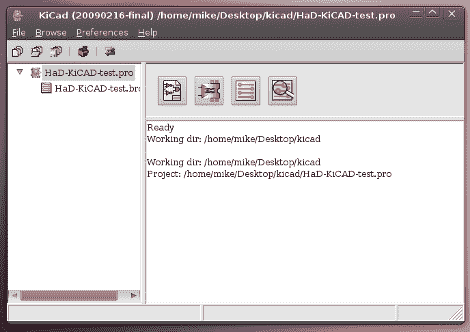 KiCad (20090216-final) /home/mike/Desktop/kicad/HaD-KiCAD-test.pro
File Browse Preferences Help
HaD-KiCAD-test.pro
HaD-KiCAD-test.brd
Ready
Working dir: /home/mike/Desktop/kicad
Working dir: /home/mike/Desktop/kicad
Project: /home/mike/Desktop/kicad/HaD-KiCAD-test.pro